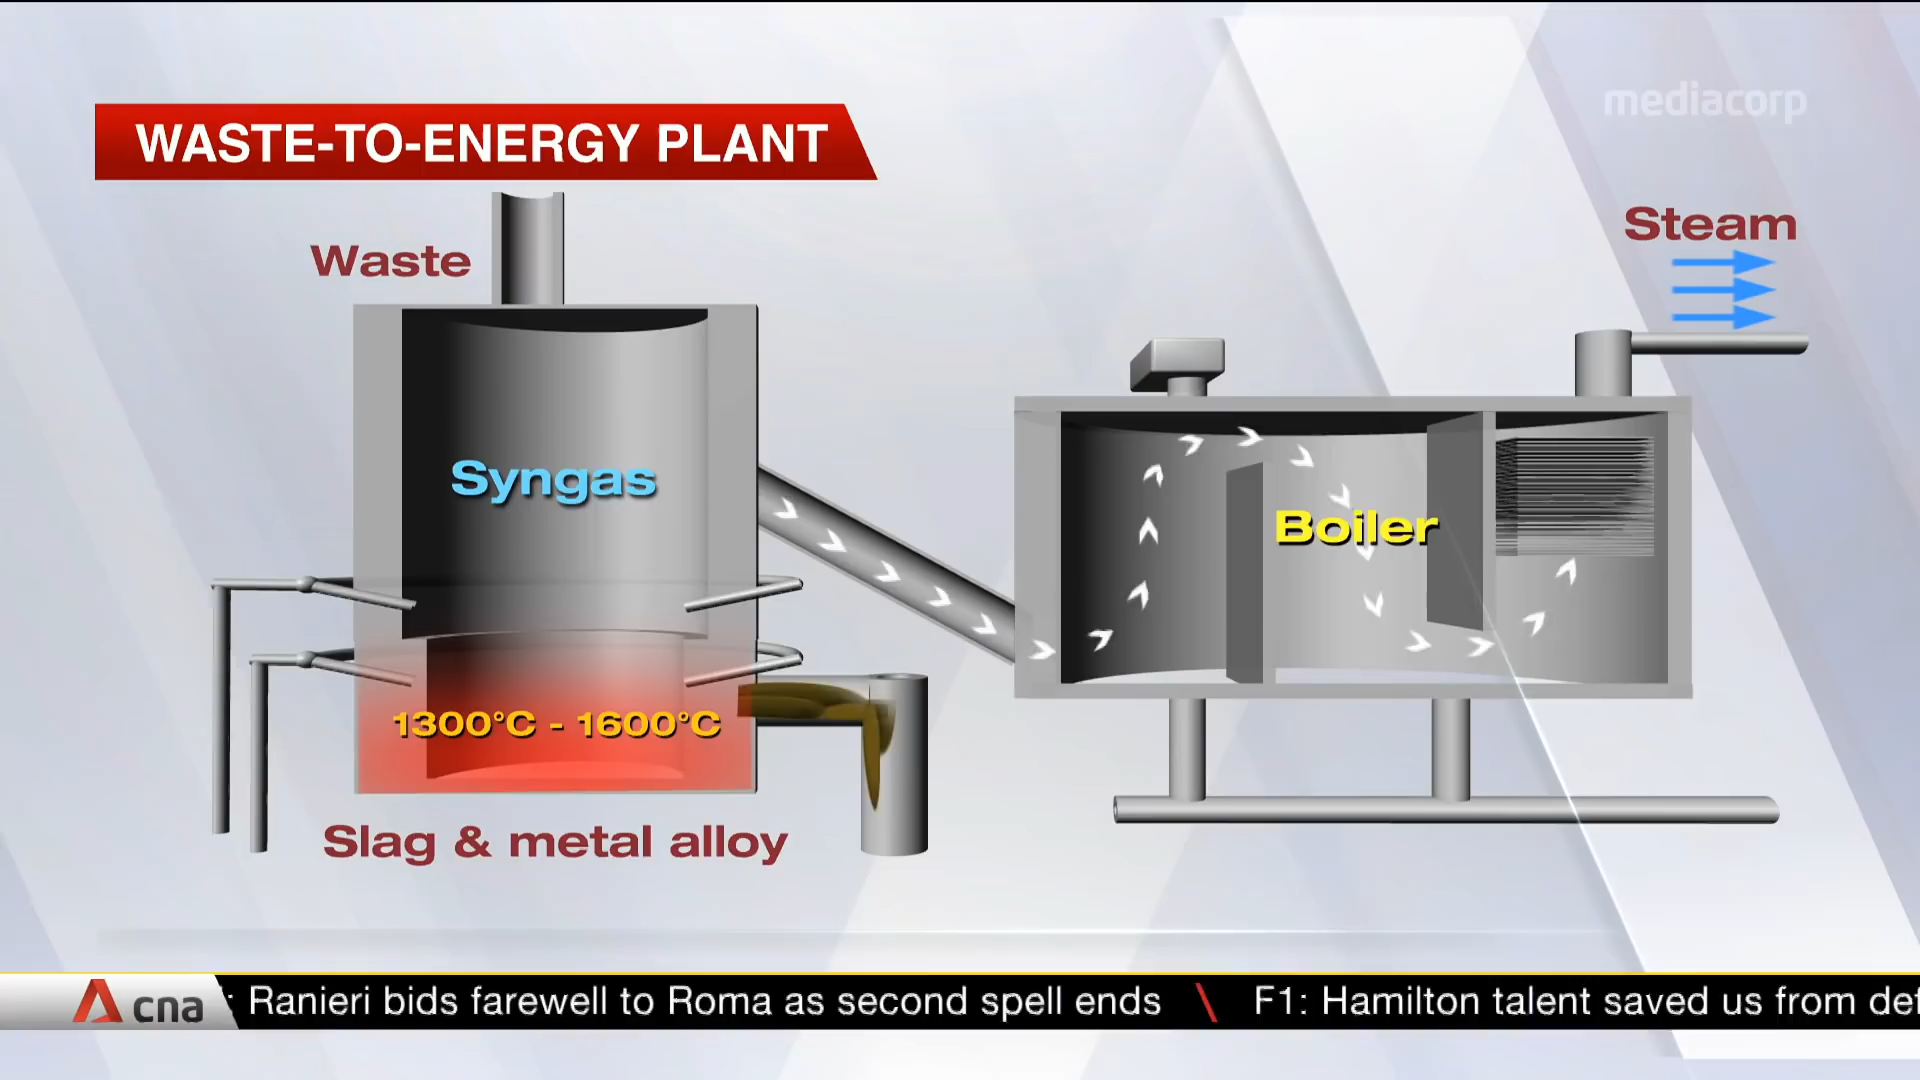 mediacorp
WASTE-TO-ENERGY PLANT
Waste
Steam
Syngas
Boiler
1300°C - 1600°C
Slag & metal alloy
cna
: Ranieri bids farewell to Roma as second spell ends \ F1: Hamilton talent saved us from def